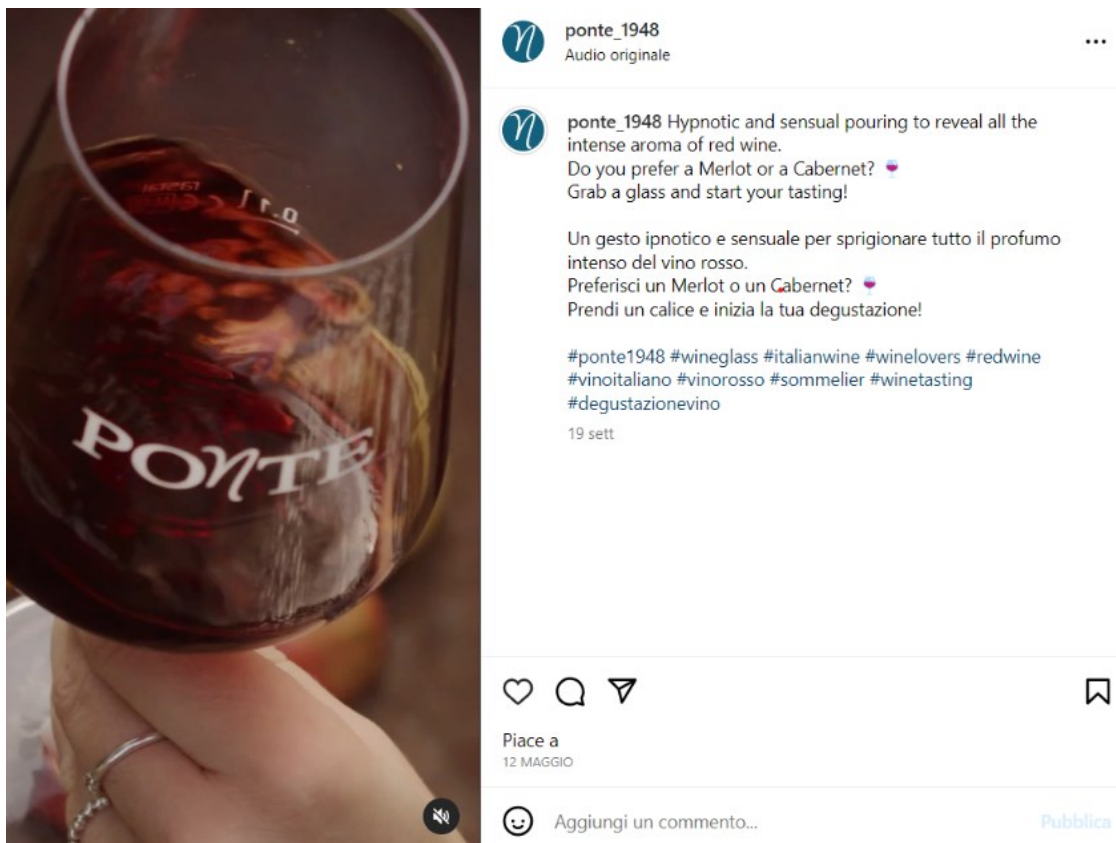 ponte_1948
Audio originale
ponte_1948 Hypnotic and sensual pouring to reveal all the
intense aroma of red wine.
Do you prefer a Merlot or a Cabernet? 🍷
Grab a glass and start your tasting!
Un gesto ipnotico e sensuale per sprigionare tutto il profumo
intenso del vino rosso.
Preferisci un Merlot o un Cabernet? 🍷
Prendi un calice e inizia la tua degustazione!
#ponte1948 #wineglass #italianwine #winelovers #redwine
#vinoitaliano #vinorosso #sommelier #winetasting
#degustazionevino
19 sett
rastal
0.1 l
PONTE
Piace a
12 MAGGIO
Aggiungi un commento...
Pubblica